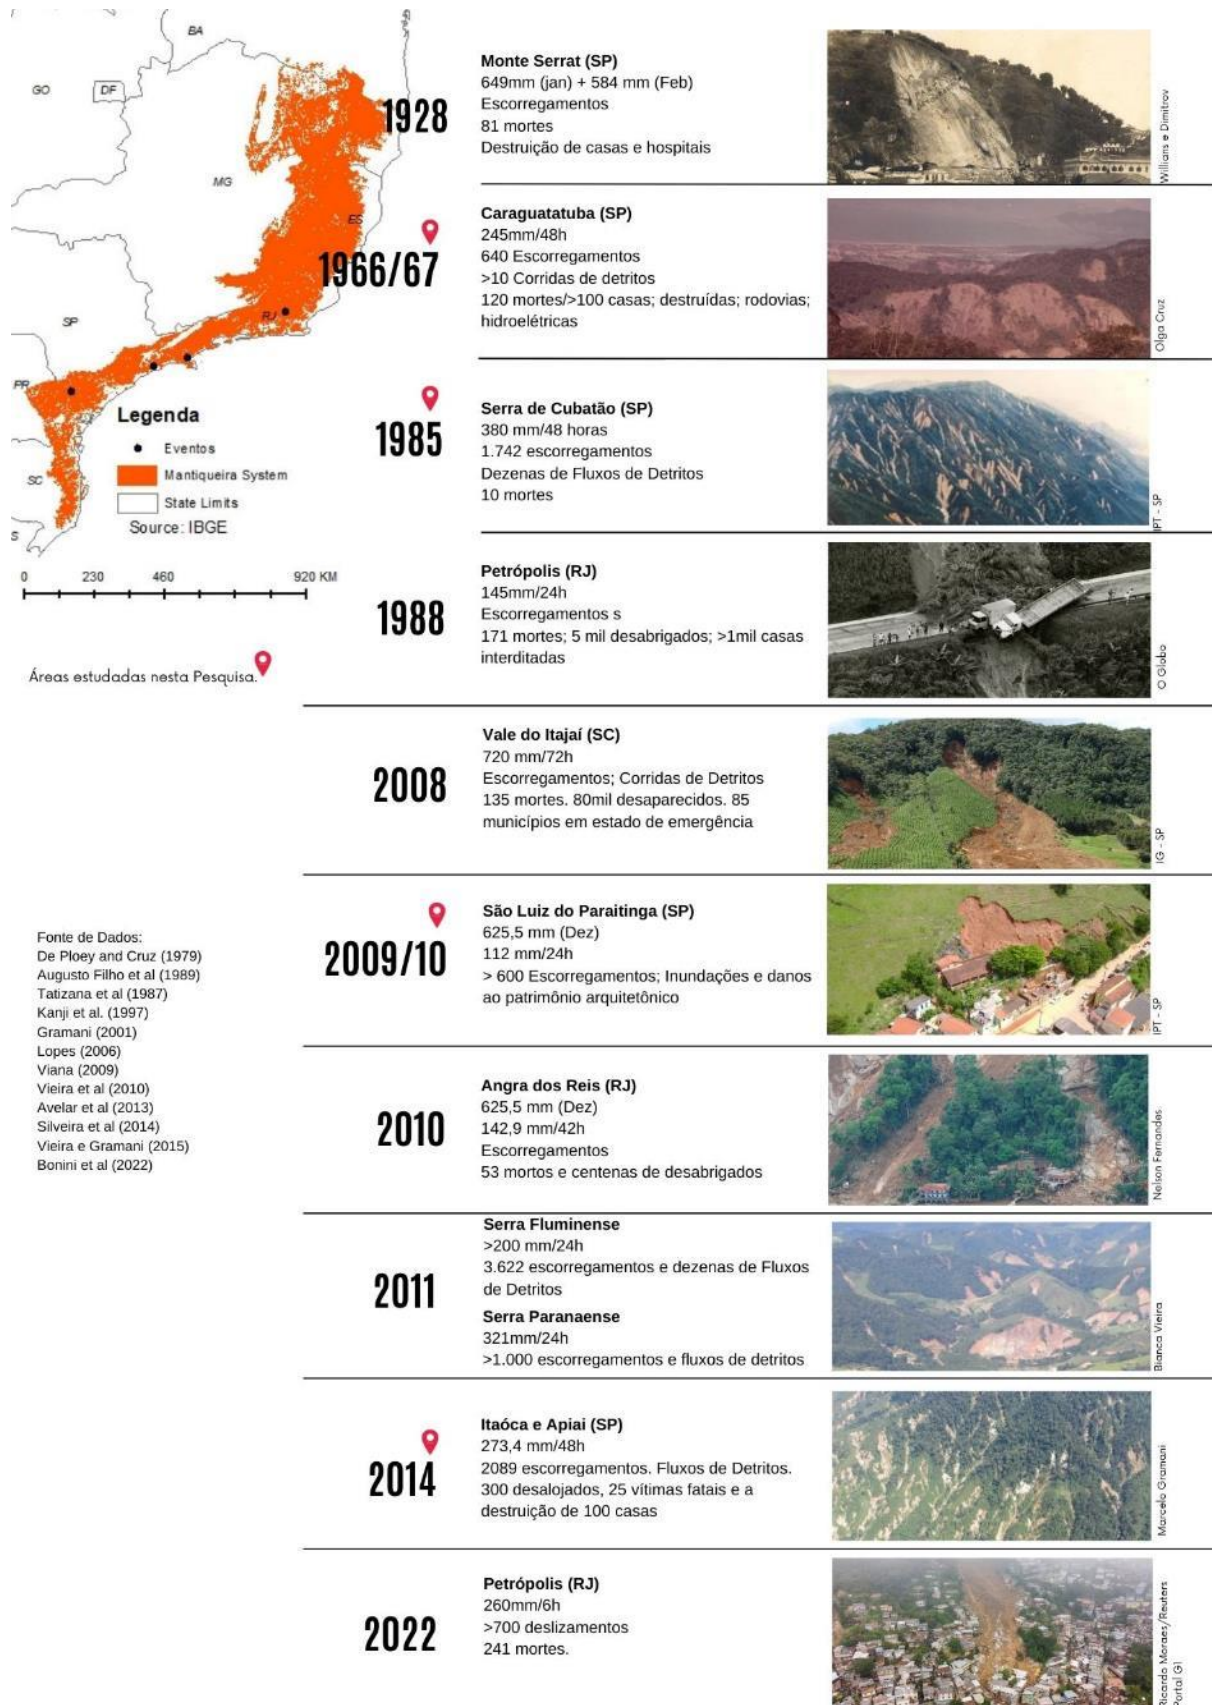 BA
GO
DF
MG
ES
SP
RJ
PR
SC
S
Legenda
Eventos
Mantiqueira System
State Limits
Source: IBGE
0 230 460 920 KM
Áreas estudadas nesta Pesquisa.
1928
Monte Serrat (SP)
649mm (jan) + 584 mm (Feb)
Escorregamentos
81 mortes
Destruição de casas e hospitais
Willians e Dimitrov
1966/67
Caraguatatuba (SP)
245mm/48h
640 Escorregamentos
>10 Corridas de detritos
120 mortes/>100 casas; destruídas; rodovias;
hidroelétricas
Olga Cruz
1985
Serra de Cubatão (SP)
380 mm/48 horas
1.742 escorregamentos
Dezenas de Fluxos de Detritos
10 mortes
IPT - SP
1988
Petrópolis (RJ)
145mm/24h
Escorregamentos s
171 mortes; 5 mil desabrigados; >1mil casas
interditadas
O Globo
2008
Vale do Itajaí (SC)
720 mm/72h
Escorregamentos; Corridas de Detritos
135 mortes. 80mil desaparecidos. 85
municípios em estado de emergência
IG - SP
2009/10
São Luiz do Paraitinga (SP)
625,5 mm (Dez)
112 mm/24h
> 600 Escorregamentos; Inundações e danos
ao patrimônio arquitetônico
IPT - SP
Fonte de Dados:
De Ploey and Cruz (1979)
Augusto Filho et al (1989)
Tatizana et al (1987)
Kanji et al. (1997)
Gramani (2001)
Lopes (2006)
Viana (2009)
Vieira et al (2010)
Avelar et al (2013)
Silveira et al (2014)
Vieira e Gramani (2015)
Bonini et al (2022)
2010
Angra dos Reis (RJ)
625,5 mm (Dez)
142,9 mm/42h
Escorregamentos
53 mortos e centenas de desabrigados
Nelson Fernandes
2011
Serra Fluminense
>200 mm/24h
3.622 escorregamentos e dezenas de Fluxos
de Detritos
Serra Paranaense
321mm/24h
>1.000 escorregamentos e fluxos de detritos
Bianca Vieira
2014
Itaóca e Apiai (SP)
273,4 mm/48h
2089 escorregamentos. Fluxos de Detritos.
300 desalojados, 25 vítimas fatais e a
destruição de 100 casas
Marcelo Gramani
2022
Petrópolis (RJ)
260mm/6h
>700 deslizamentos
241 mortes.
Ricardo Moraes/Reuters
Portal G1